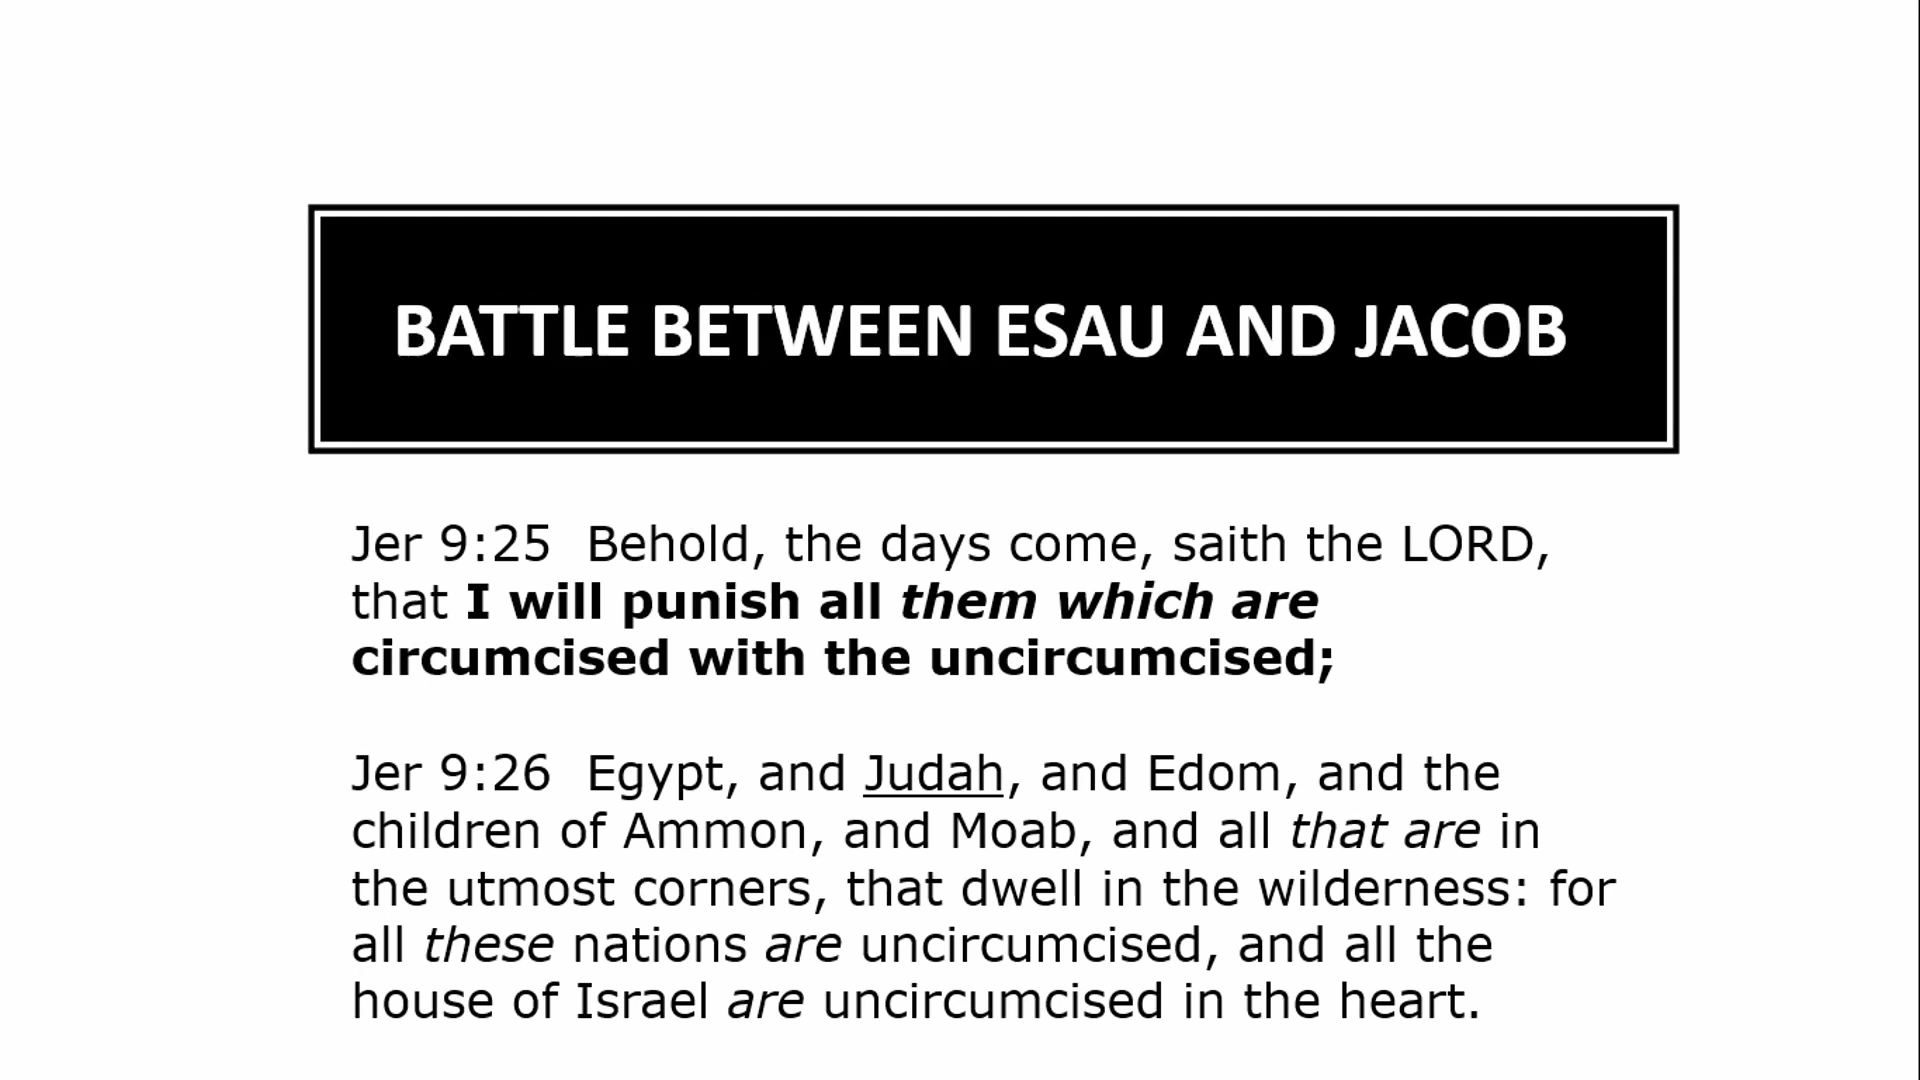 BATTLE BETWEEN ESAU AND JACOB
Jer 9:25  Behold, the days come, saith the LORD,
that I will punish all them which are
circumcised with the uncircumcised;
Jer 9:26  Egypt, and Judah, and Edom, and the
children of Ammon, and Moab, and all that are in
the utmost corners, that dwell in the wilderness: for
all these nations are uncircumcised, and all the
house of Israel are uncircumcised in the heart.